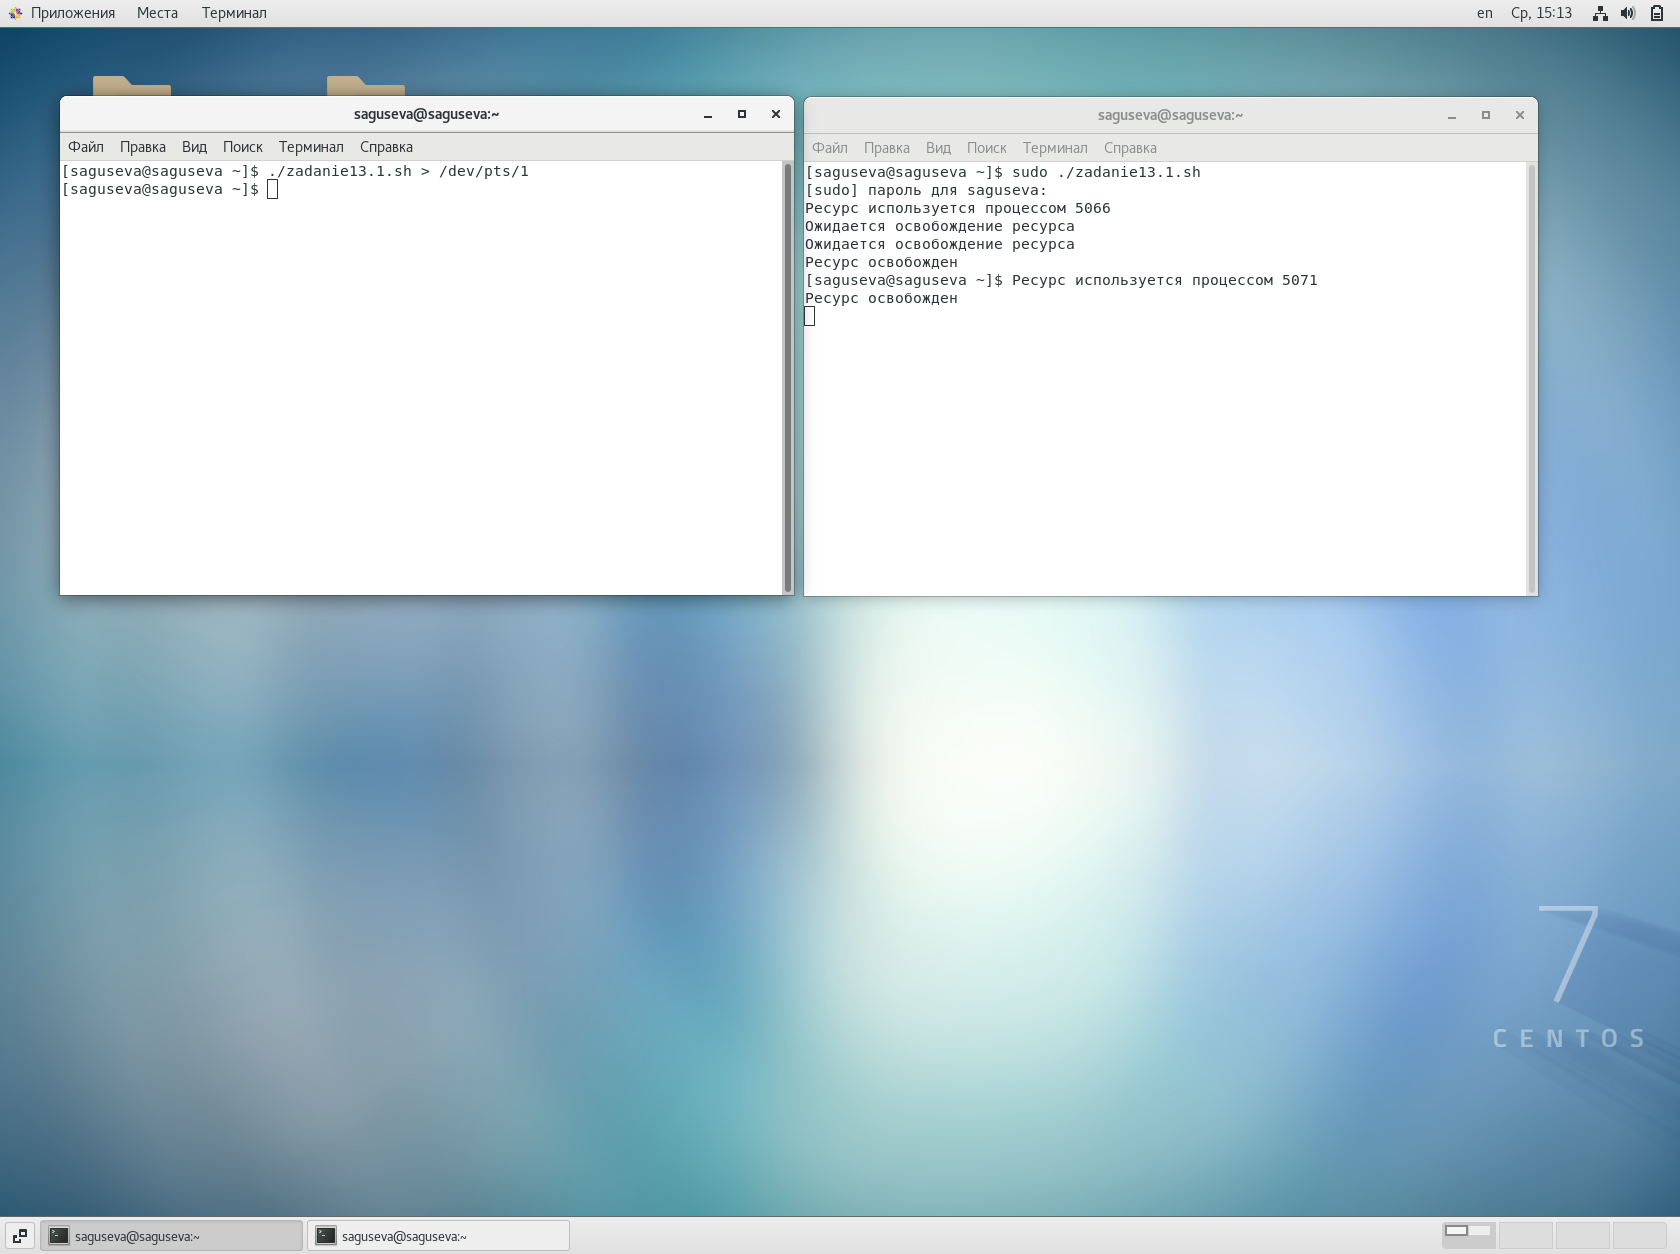 Приложения Места Терминал en Ср, 15:13
saguseva@saguseva:~
Файл Правка Вид Поиск Терминал Справка
[saguseva@saguseva ~]$ ./zadanie13.1.sh > /dev/pts/1
[saguseva@saguseva ~]$
saguseva@saguseva:~
Файл Правка Вид Поиск Терминал Справка
[saguseva@saguseva ~]$ sudo ./zadanie13.1.sh
[sudo] пароль для saguseva:
Ресурс используется процессом 5066
Ожидается освобождение ресурса
Ожидается освобождение ресурса
Ресурс освобожден
[saguseva@saguseva ~]$ Ресурс используется процессом 5071
Ресурс освобожден
7
CENTOS
saguseva@saguseva:~ saguseva@saguseva:~